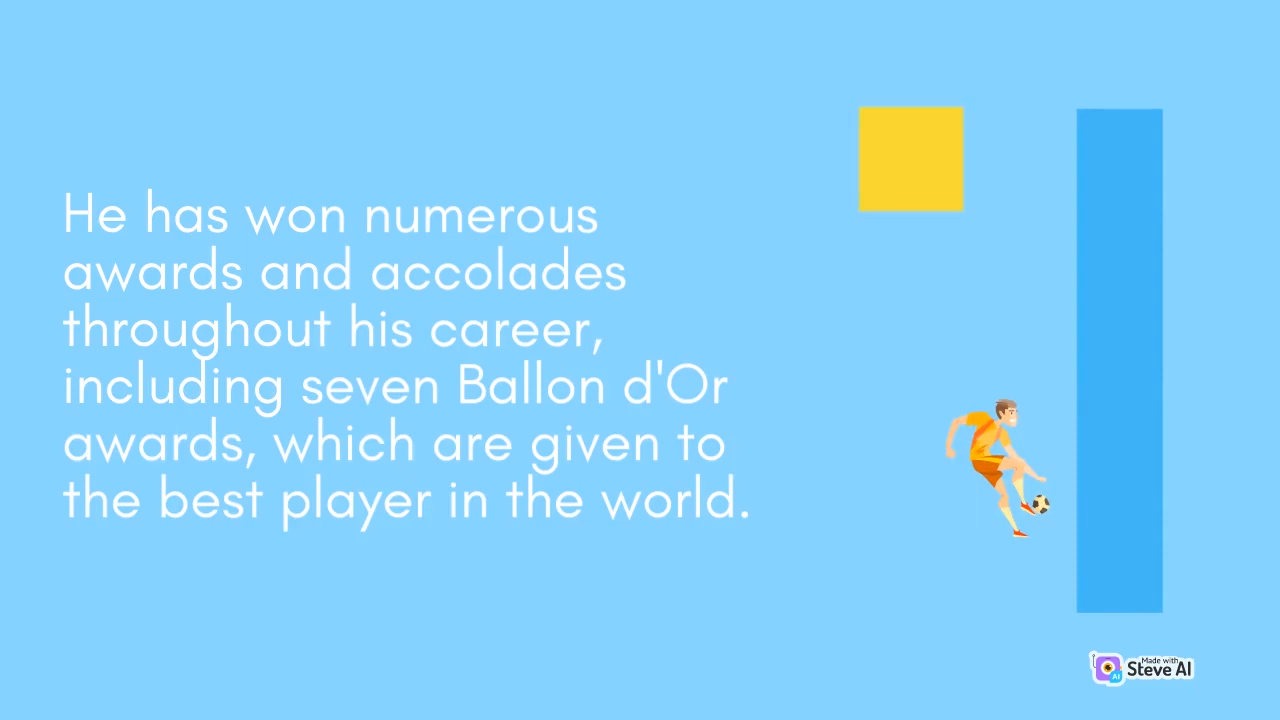 He has won numerous
awards and accolades
throughout his career,
including seven Ballon d'Or
awards, which are given to
the best player in the world.
Made with
Steve AI
AI